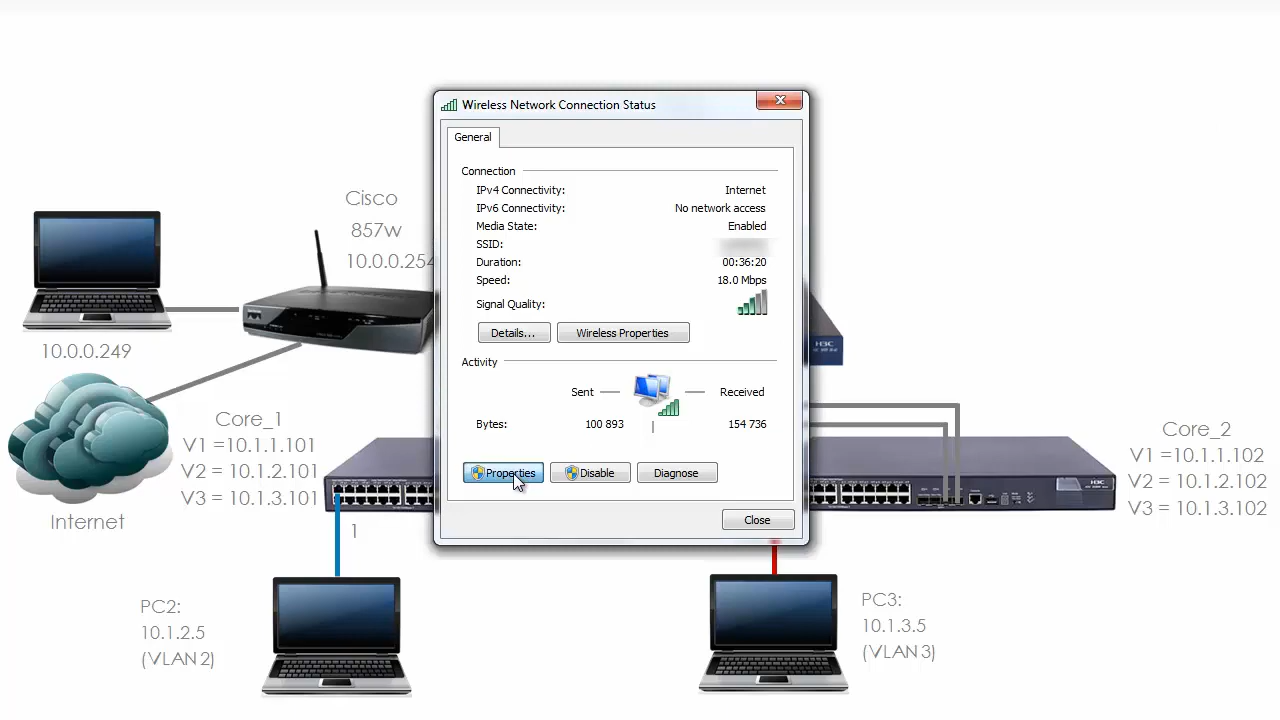 Wireless Network Connection Status
General
Connection
IPv4 Connectivity: Internet
IPv6 Connectivity: No network access
Media State: Enabled
SSID:
Duration: 00:36:20
Speed: 18.0 Mbps
Signal Quality:
Details... Wireless Properties
Activity
Sent Received
Bytes: 100 893 154 736
Properties Disable Diagnose
Close
Cisco
857w
10.0.0.254
10.0.0.249
Internet
Core_1
V1 =10.1.1.101
V2 = 10.1.2.101
V3 = 10.1.3.101
1
H3C
H3C
Core_2
V1 =10.1.1.102
V2 = 10.1.2.102
V3 = 10.1.3.102
PC2:
10.1.2.5
(VLAN 2)
PC3:
10.1.3.5
(VLAN 3)